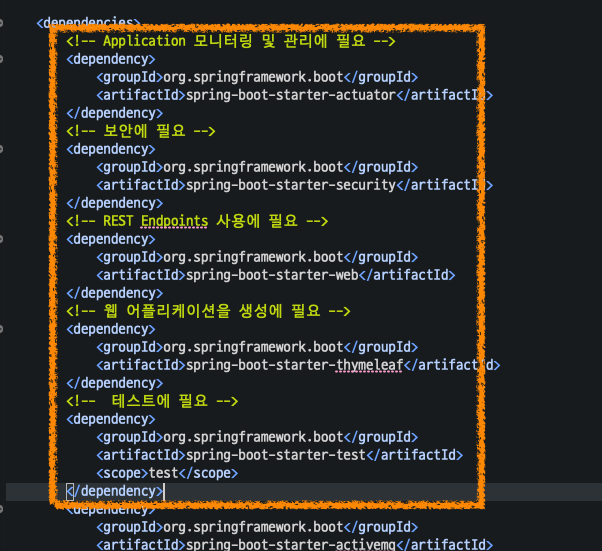 <dependencies>
<!-- Application 모니터링 및 관리에 필요 -->
<dependency>
<groupId>org.springframework.boot</groupId>
<artifactId>spring-boot-starter-actuator</artifactId>
</dependency>
<!-- 보안에 필요 -->
<dependency>
<groupId>org.springframework.boot</groupId>
<artifactId>spring-boot-starter-security</artifactId>
</dependency>
<!-- REST Endpoints 사용에 필요 -->
<dependency>
<groupId>org.springframework.boot</groupId>
<artifactId>spring-boot-starter-web</artifactId>
</dependency>
<!-- 웹 어플리케이션을 생성에 필요 -->
<dependency>
<groupId>org.springframework.boot</groupId>
<artifactId>spring-boot-starter-thymeleaf</artifactId>
</dependency>
<!--  테스트에 필요 -->
<dependency>
<groupId>org.springframework.boot</groupId>
<artifactId>spring-boot-starter-test</artifactId>
<scope>test</scope>
</dependency>
<dependency>
<groupId>org.springframework.boot</groupId>
<artifactId>spring-boot-starter-activemq</artifactId>